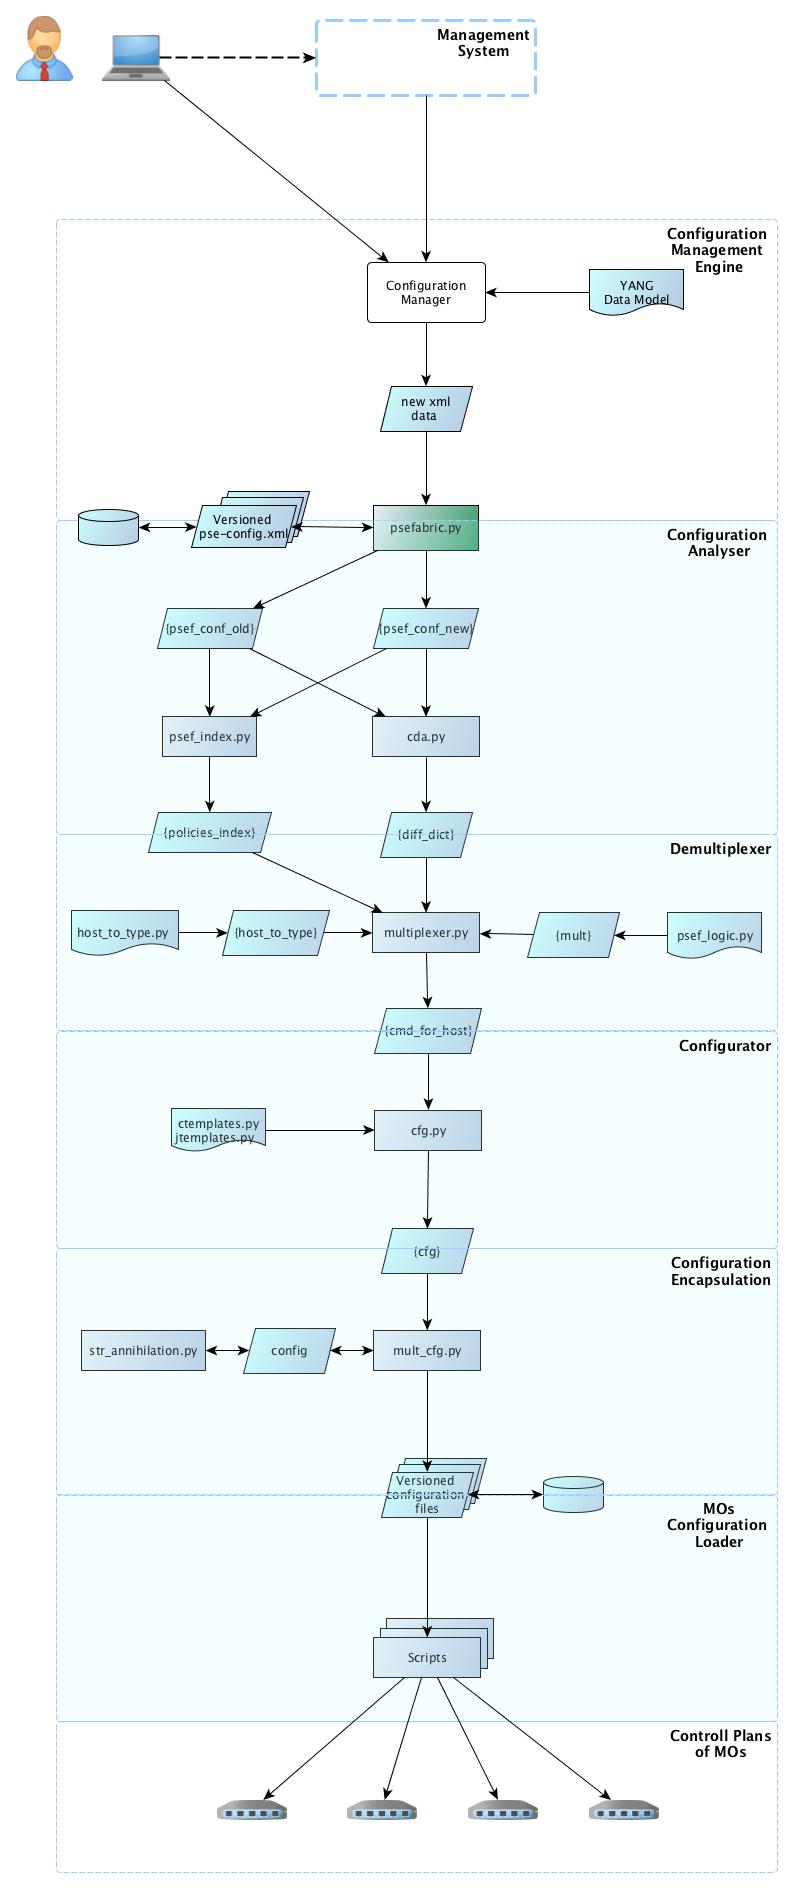 Management
System
Configuration
Management
Engine
Configuration
Manager
YANG
Data Model
new xml
data
Versioned
pse-config.xml
psefabric.py
Configuration
Analyser
{psef_conf_old}
{psef_conf_new}
psef_index.py
cda.py
{policies_index}
{diff_dict}
Demultiplexer
host_to_type.py
{host_to_type}
multiplexer.py
{mult}
psef_logic.py
{cmd_for_host}
Configurator
ctemplates.py
jtemplates.py
cfg.py
{cfg}
Configuration
Encapsulation
str_annihilation.py
config
mult_cfg.py
Versioned
configuration
files
MOs
Configuration
Loader
Scripts
Controll Plans
of MOs